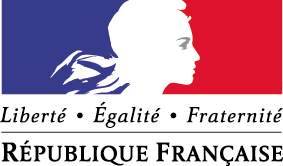 Liberté • Égalité • Fraternité
RÉPUBLIQUE FRANÇAISE